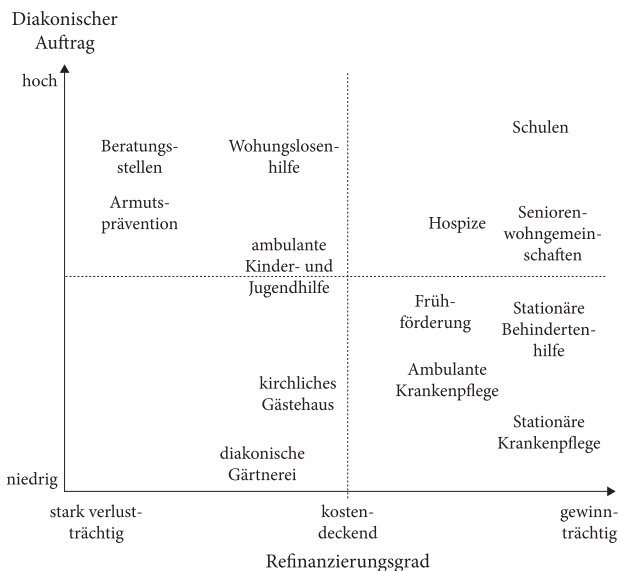 Diakonischer
Auftrag
hoch
Schulen
Beratungs-
stellen
Wohungslosen-
hilfe
Armuts-
prävention
Hospize
Senioren-
wohngemein-
schaften
ambulante
Kinder- und
Jugendhilfe
Früh-
förderung
Stationäre
Behinderten-
hilfe
Ambulante
Krankenpflege
kirchliches
Gästehaus
Stationäre
Krankenpflege
diakonische
Gärtnerei
niedrig
stark verlust-
trächtig
kosten-
deckend
gewinn-
trächtig
Refinanzierungsgrad